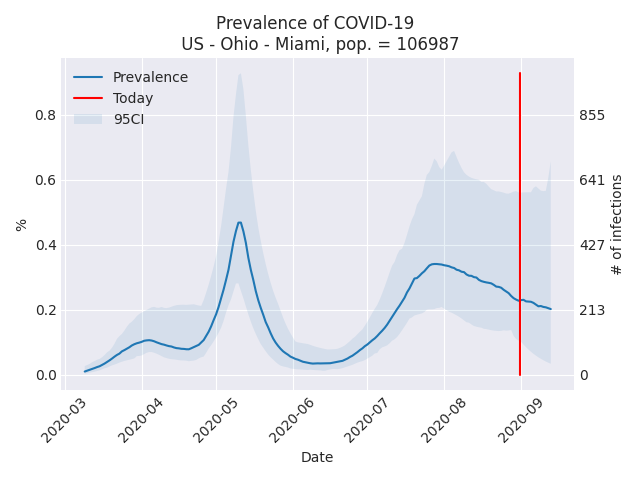 Prevalence of COVID-19
US - Ohio - Miami, pop. = 106987
Prevalence
Today
95CI
0.8
0.6
0.4
0.2
0.0
%
855
641
427
213
0
# of infections
2020-03
2020-04
2020-05
2020-06
2020-07
2020-08
2020-09
Date